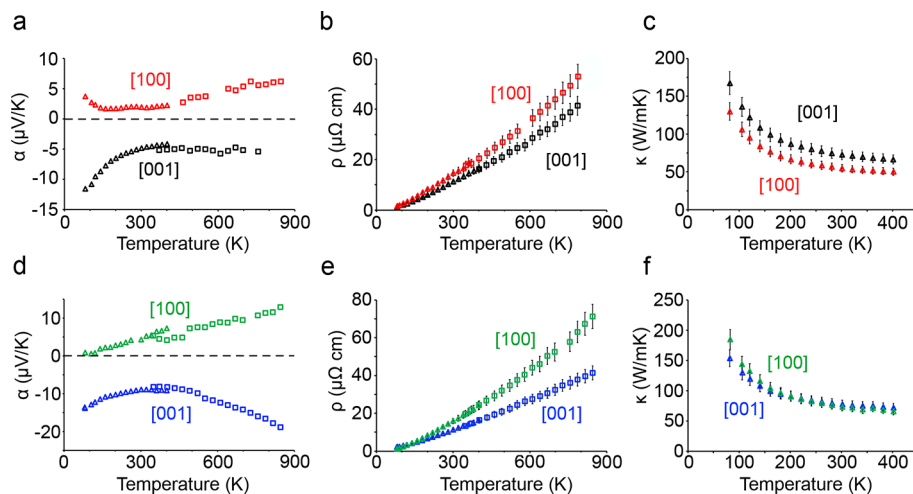 a
b
c
10
5
0
-5
-10
-15
α (μV/K)
[100]
[001]
0 300 600 900
Temperature (K)
60
40
20
0
ρ (μΩ cm)
[100]
[001]
0 300 600 900
Temperature (K)
200
150
100
50
0
κ (W/mK)
[001]
[100]
0 100 200 300 400
Temperature (K)
d
e
f
10
0
-10
-20
α (μV/K)
[100]
[001]
0 300 600 900
Temperature (K)
100
80
60
40
20
0
ρ (μΩ cm)
[100]
[001]
0 300 600 900
Temperature (K)
250
200
150
100
50
0
κ (W/mK)
[100]
[001]
0 100 200 300 400
Temperature (K)